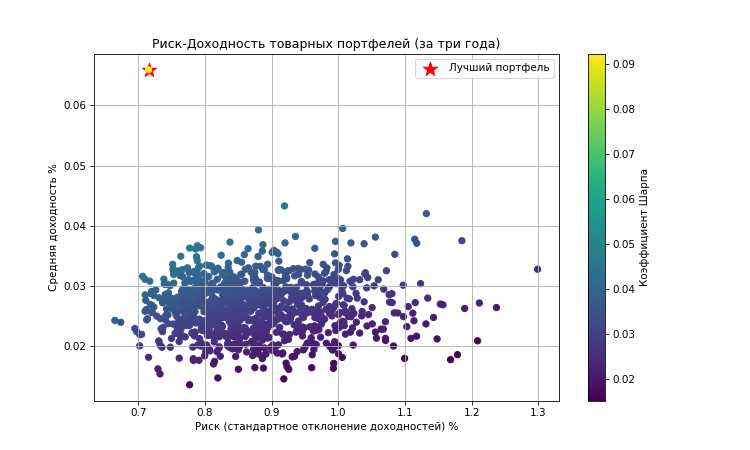 Риск-Доходность товарных портфелей (за три года)
Лучший портфель
Средняя доходность %
0.06
0.05
0.04
0.03
0.02
0.7 0.8 0.9 1.0 1.1 1.2 1.3
Риск (стандартное отклонение доходностей) %
0.09
0.08
0.07
0.06
0.05
0.04
0.03
0.02
Коэффициент Шарпа